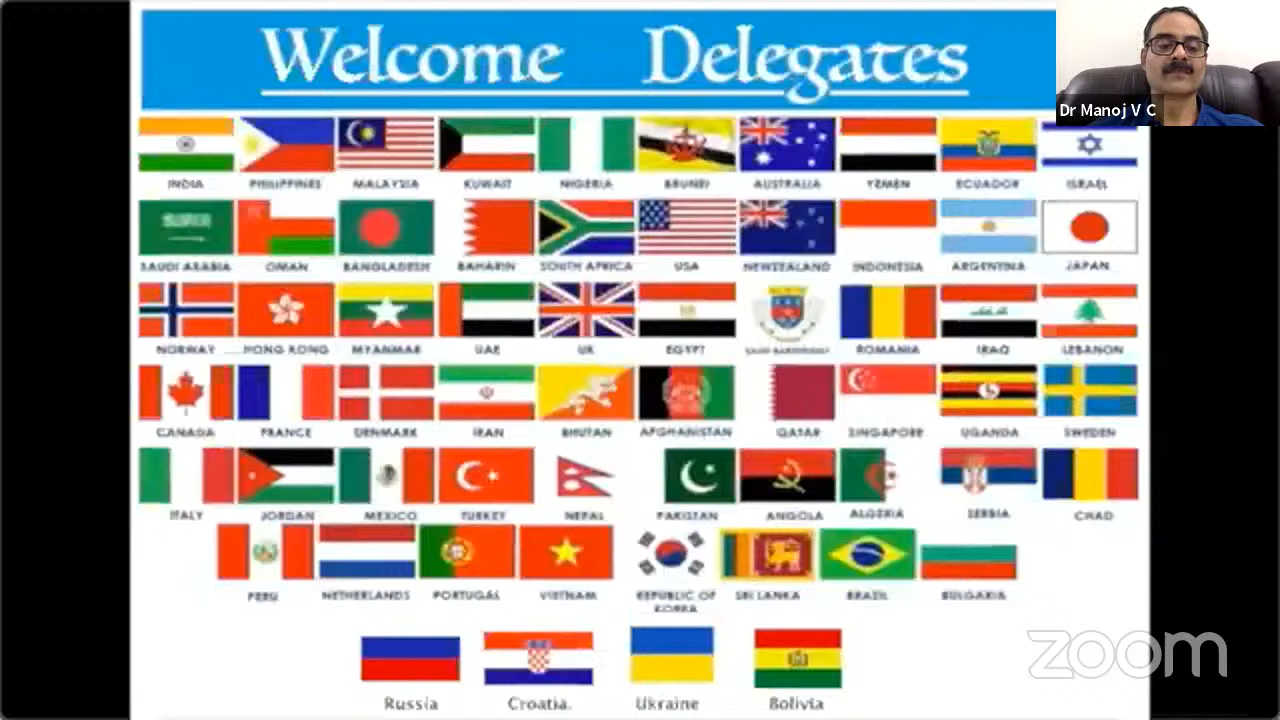 Welcome Delegates
Dr Manoj V C
INDIA PHILIPPINES MALAYSIA KUWAIT NIGERIA BRUNEI AUSTRALIA YEMEN ECUADOR ISRAEL
SAUDI ARABIA OMAN BANGLADESH BAHARIN SOUTH AFRICA USA NEWZEALAND INDONESIA ARGENTINA JAPAN
NORWAY HONG KONG MYANMAR UAE UK EGYPT ROMANIA IRAQ LEBANON
CANADA FRANCE DENMARK IRAN BHUTAN AFGHANISTAN QATAR SINGAPORE UGANDA SWEDEN
ITALY JORDAN MEXICO TURKEY NEPAL PAKISTAN ANGOLA ALGERIA SERBIA CHAD
PERU NETHERLANDS PORTUGAL VIETNAM REPUBLIC OF SRI LANKA BRAZIL BULGARIA
KOREA
zoom
Russia Croatia. Ukraine Bolivia